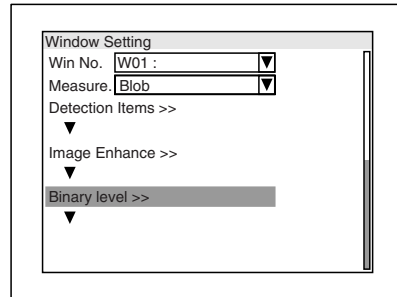 Window Setting
Win No. W01 :
Measure. Blob
Detection Items >>
Image Enhance >>
Binary level >>